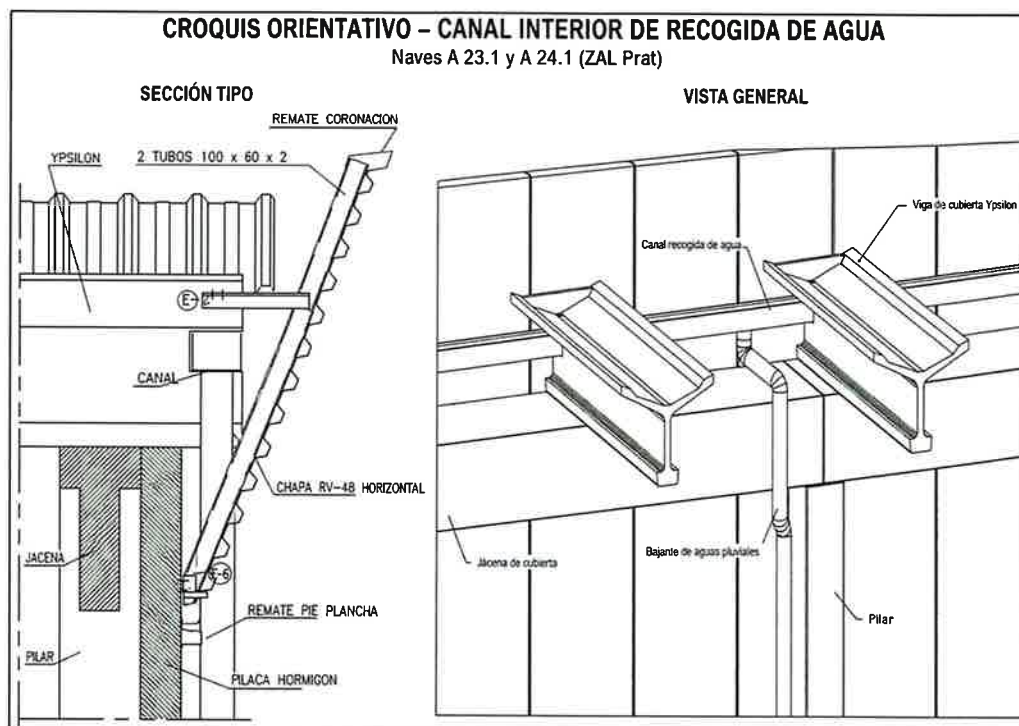 CROQUIS ORIENTATIVO – CANAL INTERIOR DE RECOGIDA DE AGUA
Naves A 23.1 y A 24.1 (ZAL Prat)
SECCIÓN TIPO
REMATE CORONACION
YPSILON
2 TUBOS 100 x 60 x 2
CANAL
CHAPA RV-48 HORIZONTAL
JACENA
E-6
REMATE PIE PLANCHA
PILAR
PILACA HORMIGON
VISTA GENERAL
Viga de cubierta Ypsilon
Canal recogida de agua
Jácena de cubierta
Bajante de aguas pluviales
Pilar